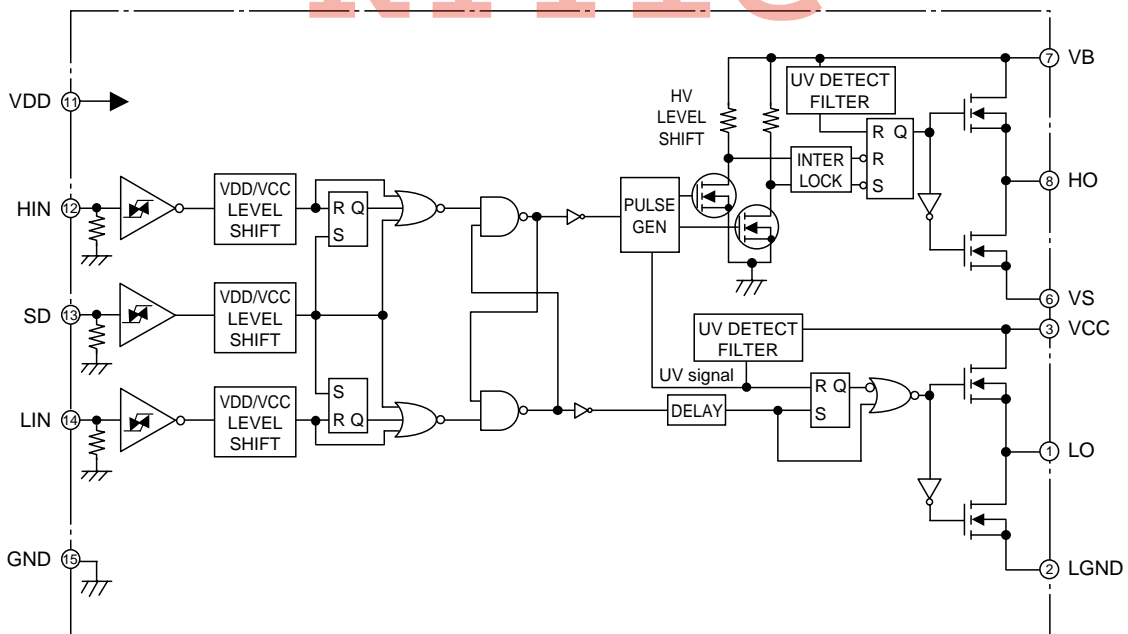 VDD 11
HIN 12
SD 13
LIN 14
GND 15
VDD/VCC
LEVEL
SHIFT
VDD/VCC
LEVEL
SHIFT
VDD/VCC
LEVEL
SHIFT
R Q
S
S
R Q
HV
LEVEL
SHIFT
PULSE
GEN
UV DETECT
FILTER
INTER
LOCK
R Q
R
S
UV DETECT
FILTER
UV signal
DELAY
R Q
S
7 VB
8 HO
6 VS
3 VCC
1 LO
2 LGND